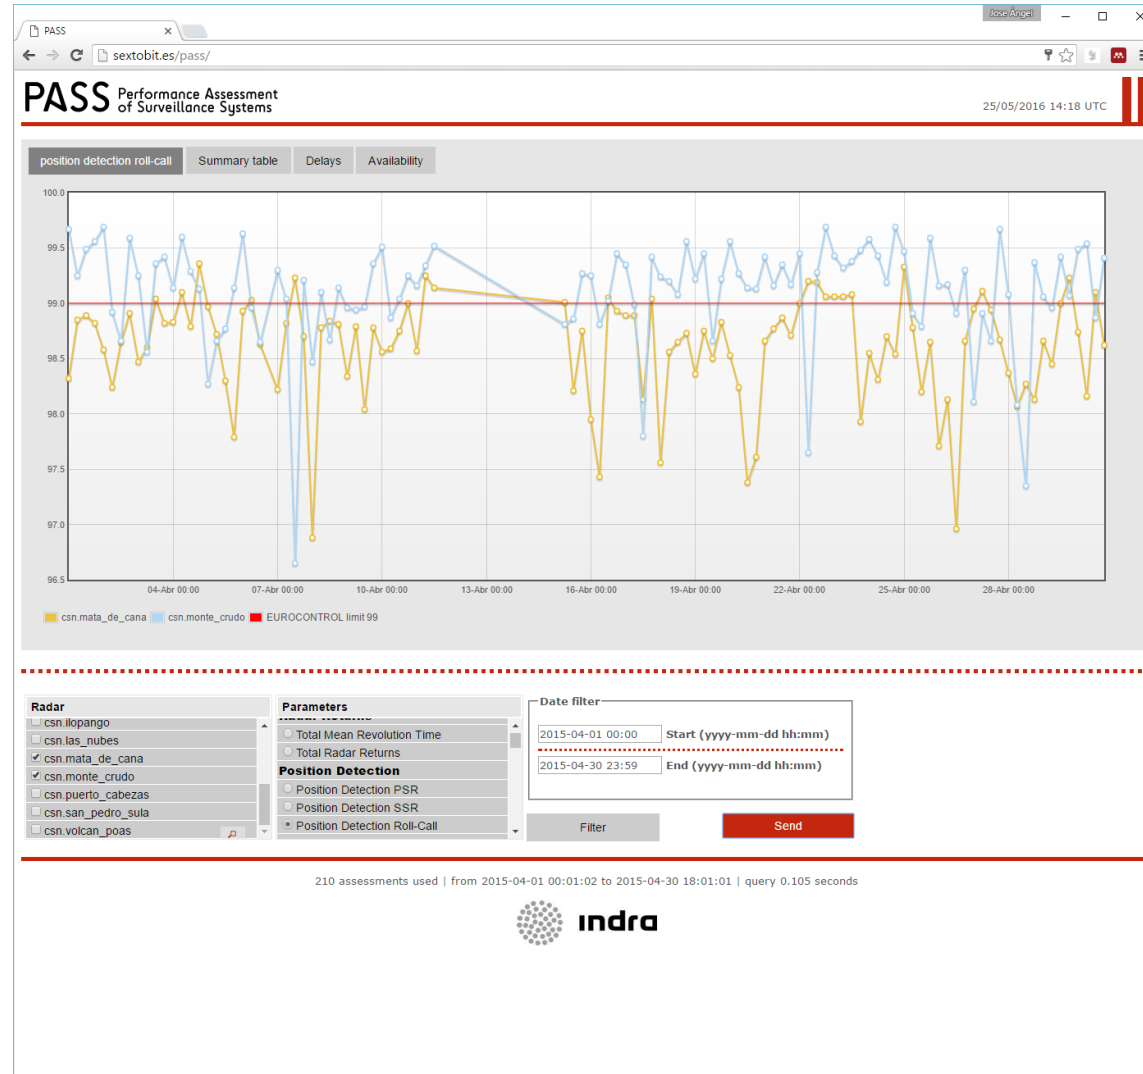 Jose Ángel
PASS
sextobit.es/pass/
PASS Performance Assessment
of Surveillance Systems
25/05/2016 14:18 UTC
position detection roll-call Summary table Delays Availability
100.0
99.5
99.0
98.5
98.0
97.5
97.0
96.5
04-Abr 00:00 07-Abr 00:00 10-Abr 00:00 13-Abr 00:00 16-Abr 00:00 19-Abr 00:00 22-Abr 00:00 25-Abr 00:00 28-Abr 00:00
csn.mata_de_cana csn.monte_crudo EUROCONTROL limit 99
Radar
csn.ilopango
csn.las_nubes
csn.mata_de_cana
csn.monte_crudo
csn.puerto_cabezas
csn.san_pedro_sula
csn.volcan_poas
Parameters
Radar Returns
Total Mean Revolution Time
Total Radar Returns
Position Detection
Position Detection PSR
Position Detection SSR
Position Detection Roll-Call
Date filter
2015-04-01 00:00 Start (yyyy-mm-dd hh:mm)
2015-04-30 23:59 End (yyyy-mm-dd hh:mm)
Filter Send
210 assessments used | from 2015-04-01 00:01:02 to 2015-04-30 18:01:01 | query 0.105 seconds
indra